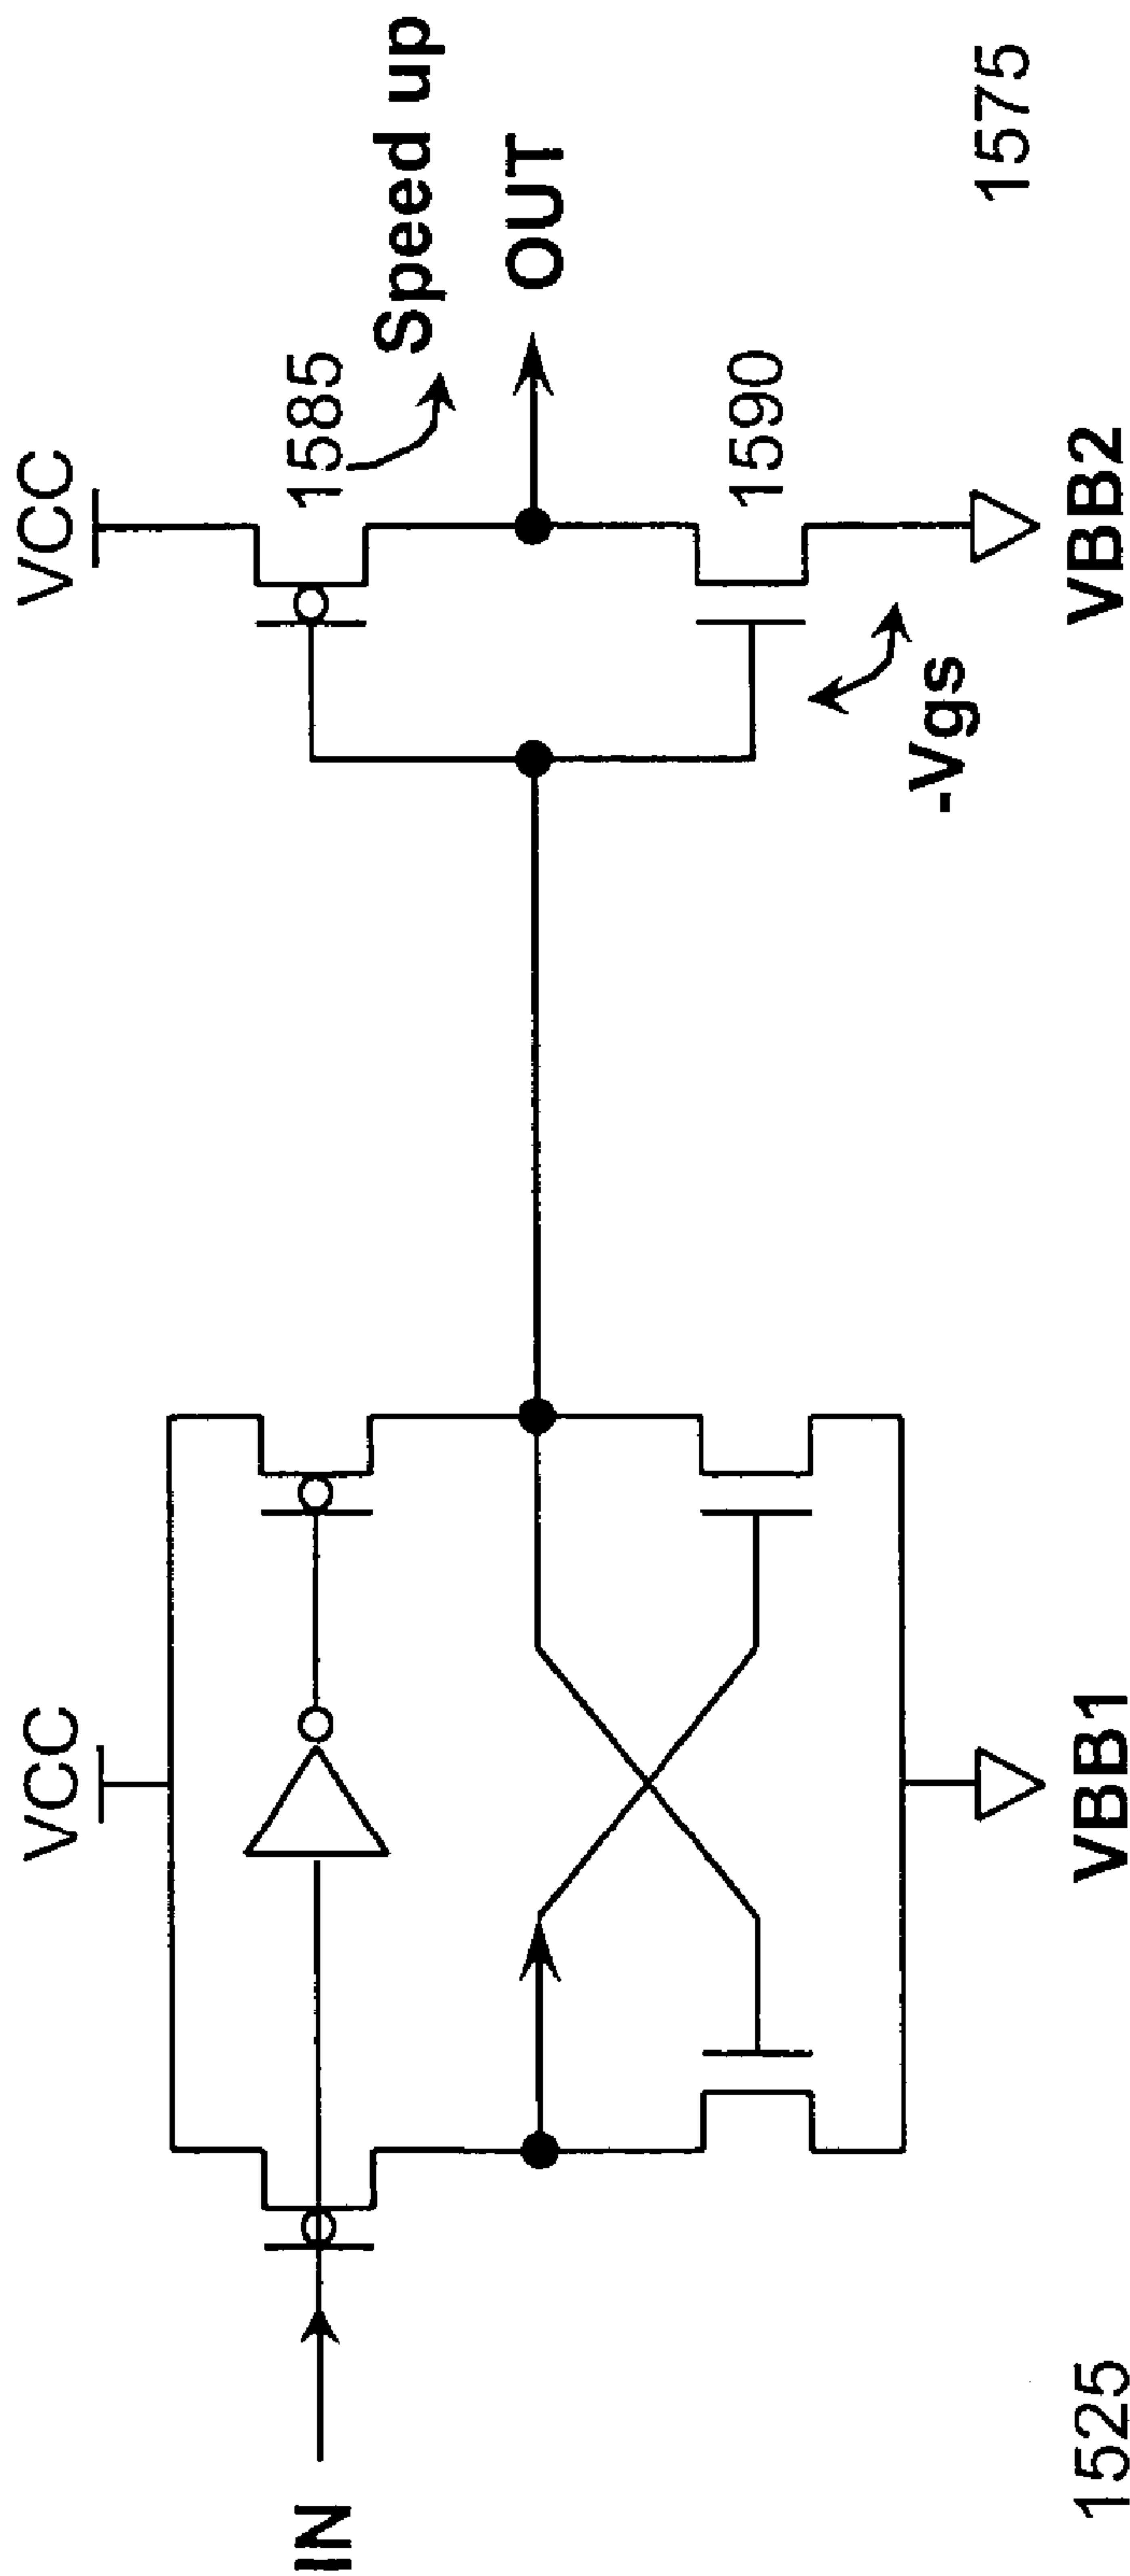 VCC
VCC
1585
Speed up
IN
OUT
1590
-Vgs
VBB1
VBB2
1525
1575